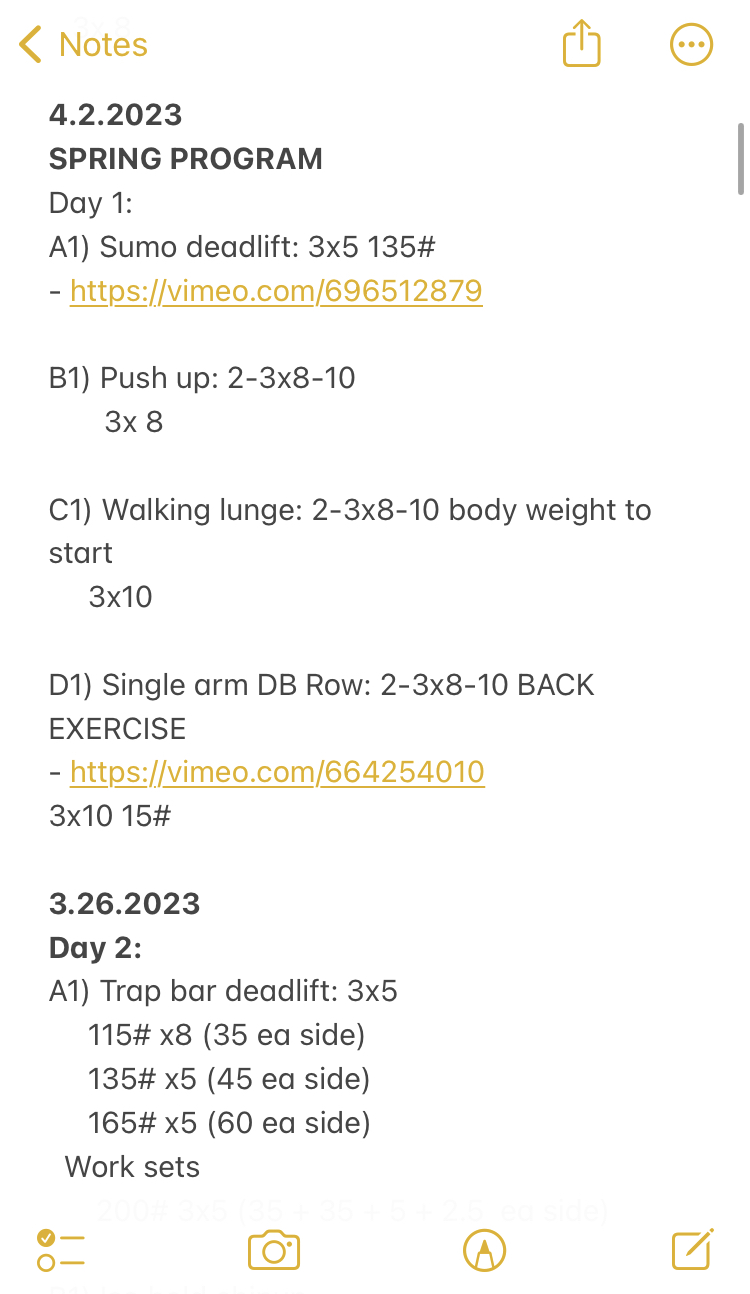 Notes
4.2.2023
SPRING PROGRAM
Day 1:
A1) Sumo deadlift: 3x5 135#
- https://vimeo.com/696512879
B1) Push up: 2-3x8-10
3x 8
C1) Walking lunge: 2-3x8-10 body weight to
start
3x10
D1) Single arm DB Row: 2-3x8-10 BACK
EXERCISE
- https://vimeo.com/664254010
3x10 15#
3.26.2023
Day 2:
A1) Trap bar deadlift: 3x5
115# x8 (35 ea side)
135# x5 (45 ea side)
165# x5 (60 ea side)
Work sets
200# 3x5 (35 + 35 + 5 + 2.5 ea side)